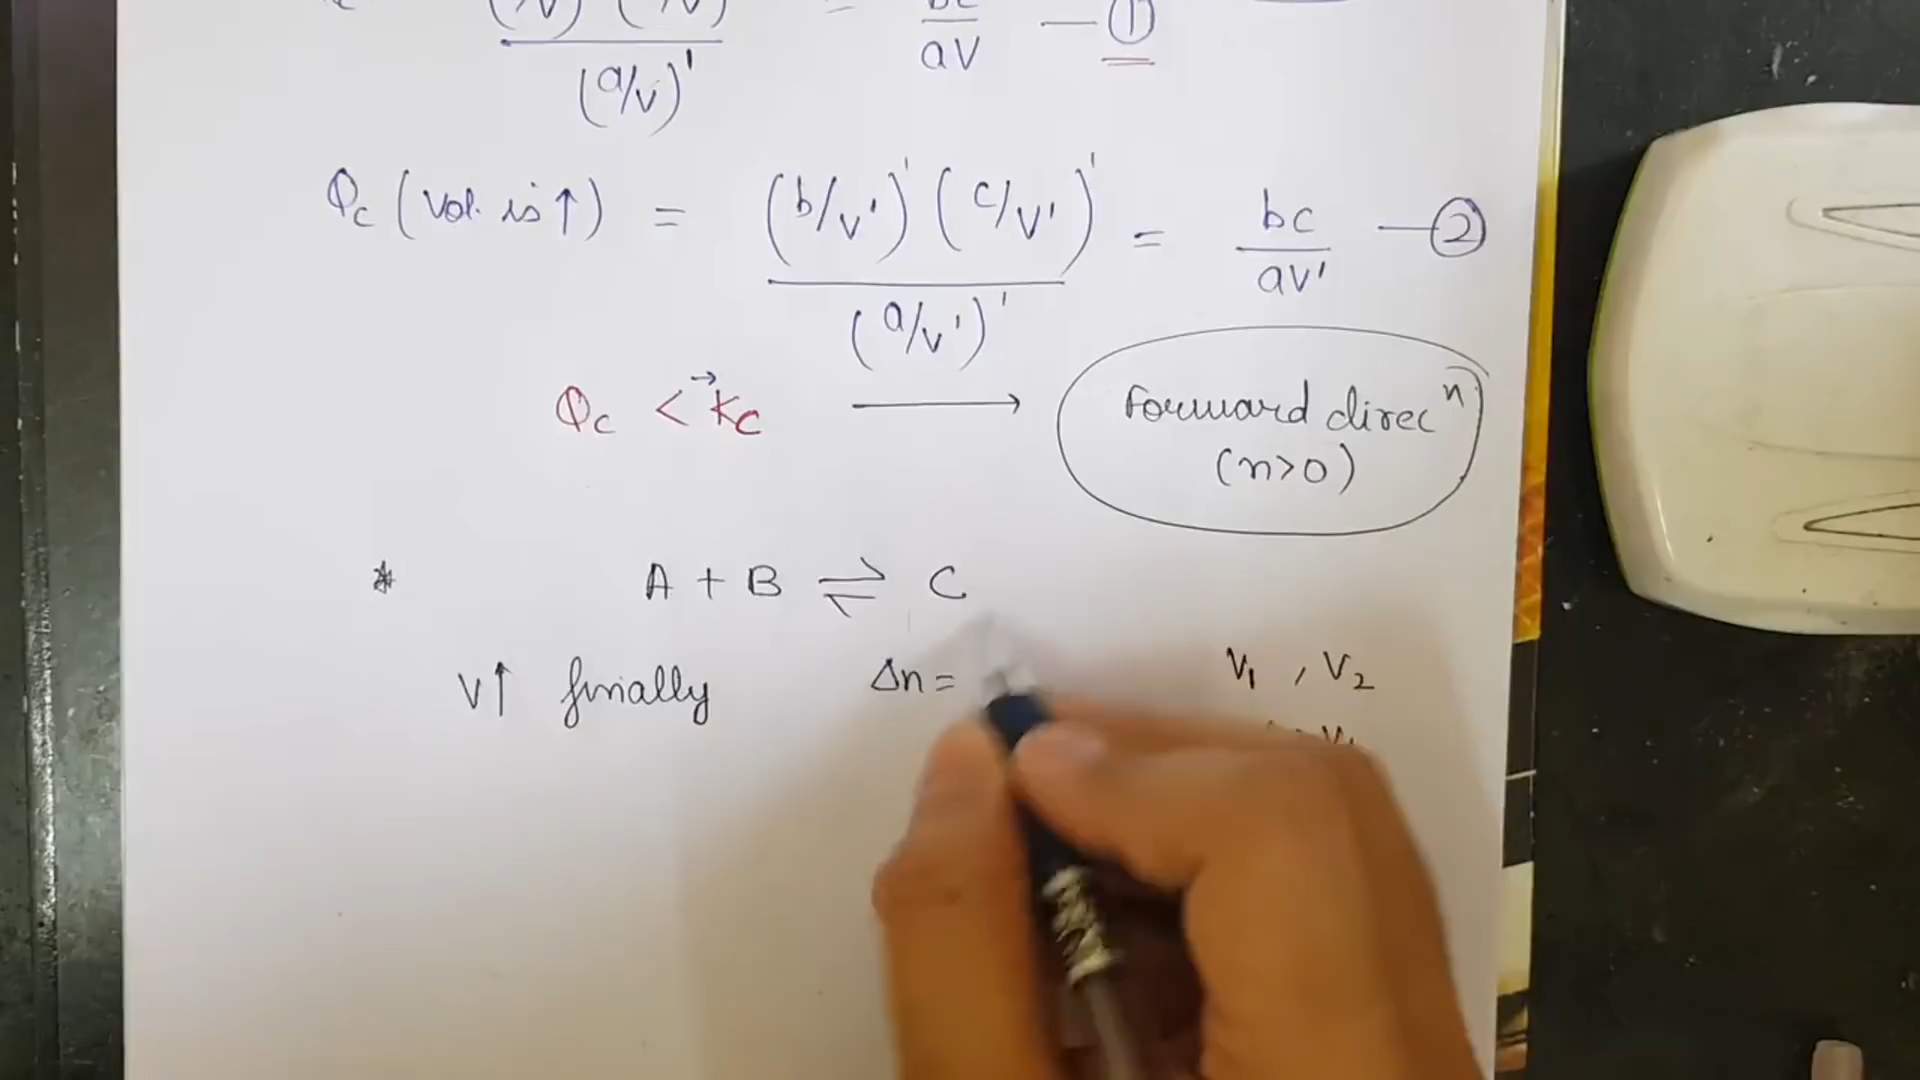 (a/v)' = bc/av — ①
Qc (Vol. is ↑) = (b/v')' (c/v')' / (a/v')' = bc/av' — ②
Qc < Kc ⟶ Forward direcⁿ
(n>0)
* A + B ⇌ C
V↑ finally Δn = V₁ , V₂